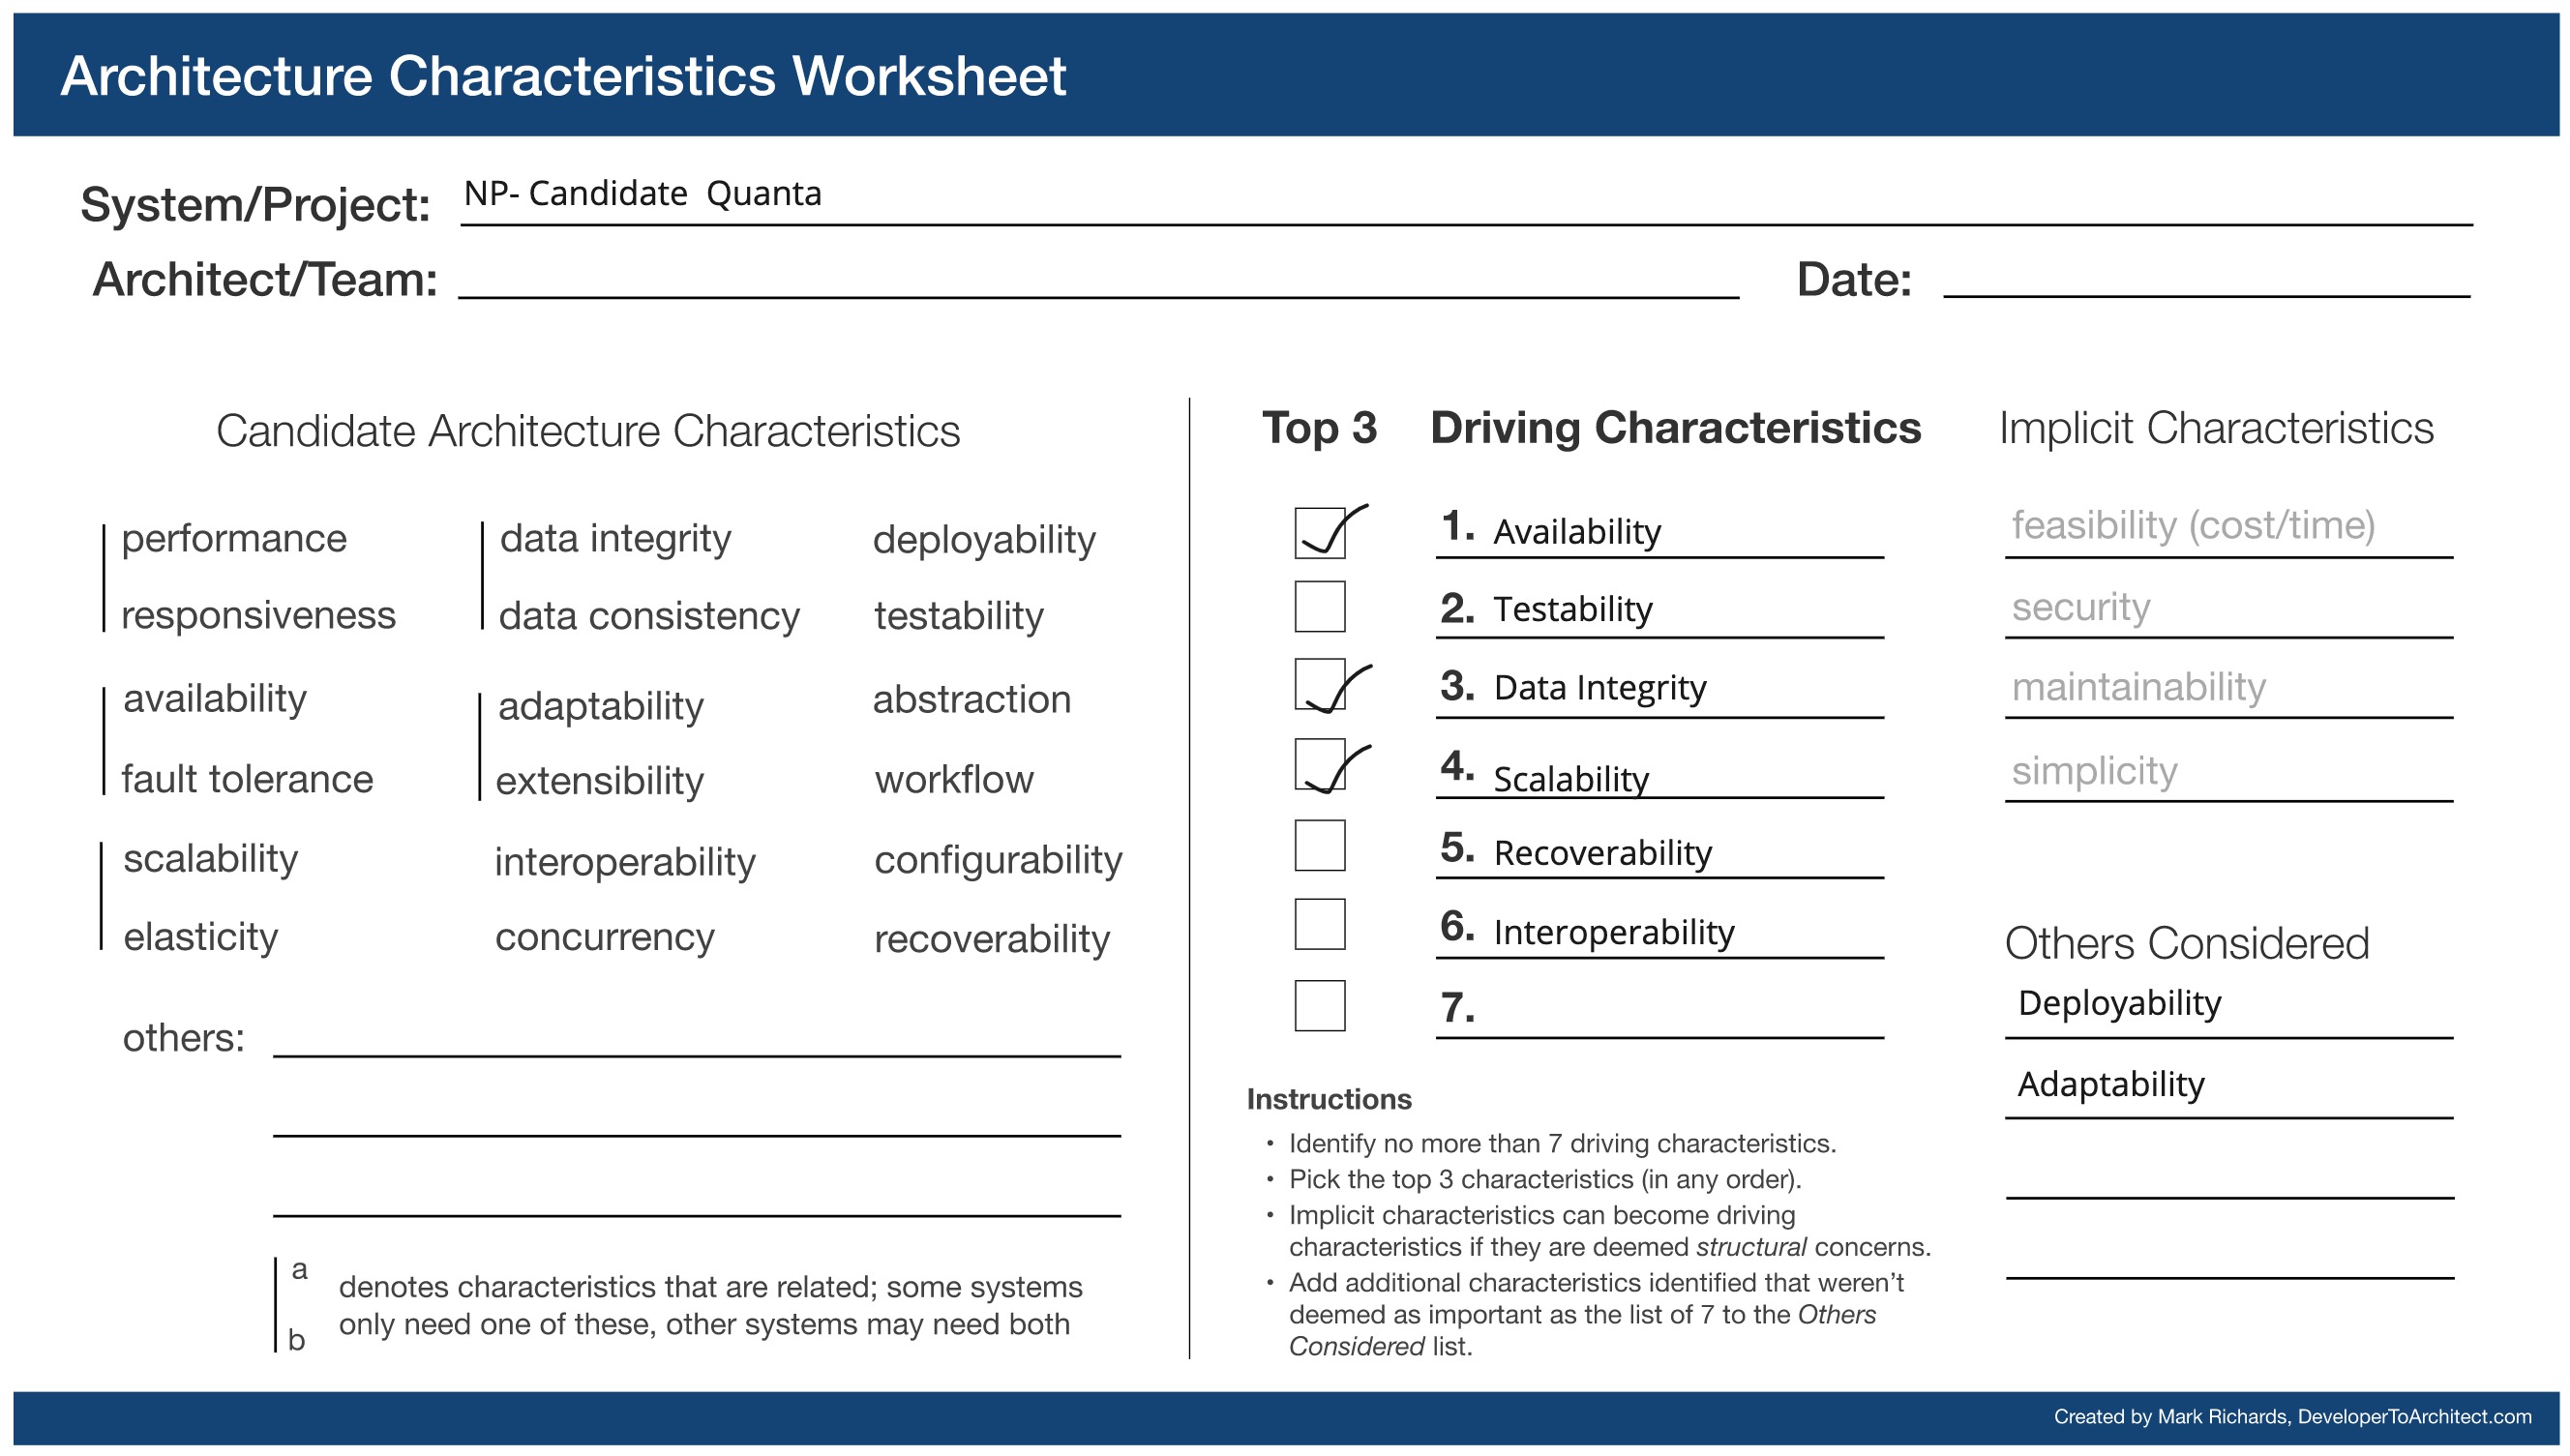 Architecture Characteristics Worksheet
System/Project: NP- Candidate  Quanta
Architect/Team:
Date:
Candidate Architecture Characteristics
performance
responsiveness
availability
fault tolerance
scalability
elasticity
data integrity
data consistency
adaptability
extensibility
interoperability
concurrency
deployability
testability
abstraction
workflow
configurability
recoverability
others:
a
b
denotes characteristics that are related; some systems
only need one of these, other systems may need both
Top 3 Driving Characteristics
1. Availability
2. Testability
3. Data Integrity
4. Scalability
5. Recoverability
6. Interoperability
7.
Implicit Characteristics
feasibility (cost/time)
security
maintainability
simplicity
Others Considered
Deployability
Adaptability
Instructions
• Identify no more than 7 driving characteristics.
• Pick the top 3 characteristics (in any order).
• Implicit characteristics can become driving
characteristics if they are deemed structural concerns.
• Add additional characteristics identified that weren’t
deemed as important as the list of 7 to the Others
Considered list.
Created by Mark Richards, DeveloperToArchitect.com